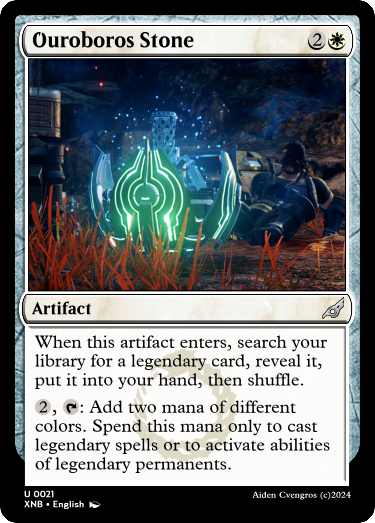 Ouroboros Stone 2
Artifact
When this artifact enters, search your
library for a legendary card, reveal it,
put it into your hand, then shuffle.
2, : Add two mana of different
colors. Spend this mana only to cast
legendary spells or to activate abilities
of legendary permanents.
U 0021
XNB • English Aiden Cvengros (c)2024